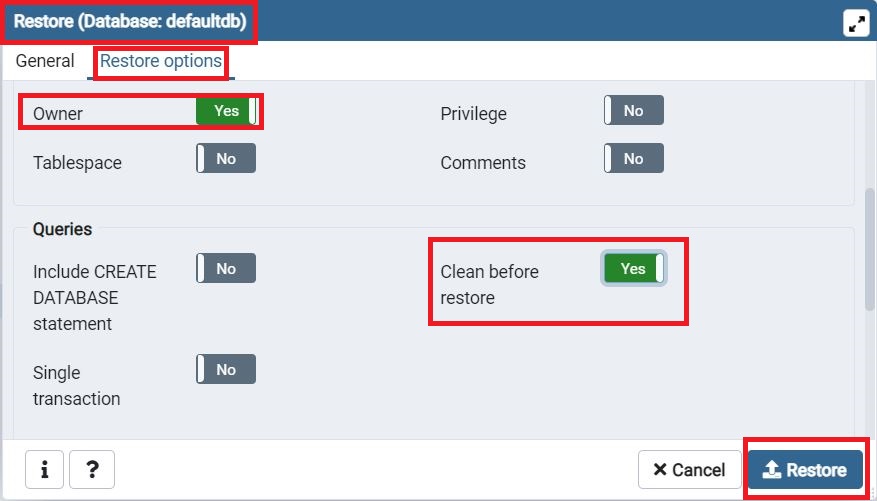 Restore (Database: defaultdb)
General Restore options
Owner Yes Privilege No
Tablespace No Comments No
Queries
Include CREATE
DATABASE
statement
No
Clean before
restore
Yes
Single
transaction
No
i ? Cancel Restore